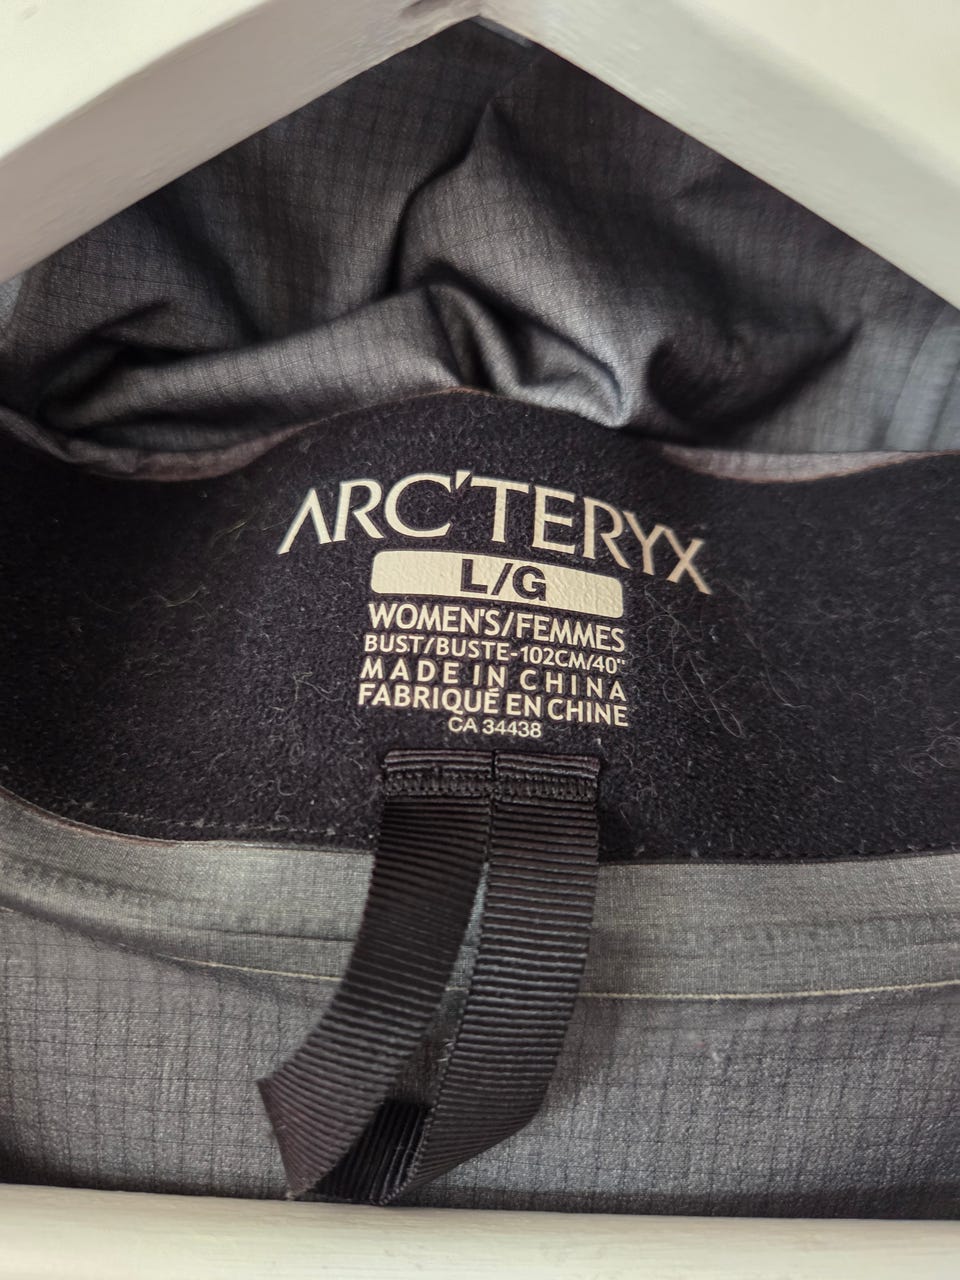 ARC'TERYX
L/G
WOMEN'S/FEMMES
BUST/BUSTE-102CM/40"
MADE IN CHINA
FABRIQUÉ EN CHINE
CA 34438